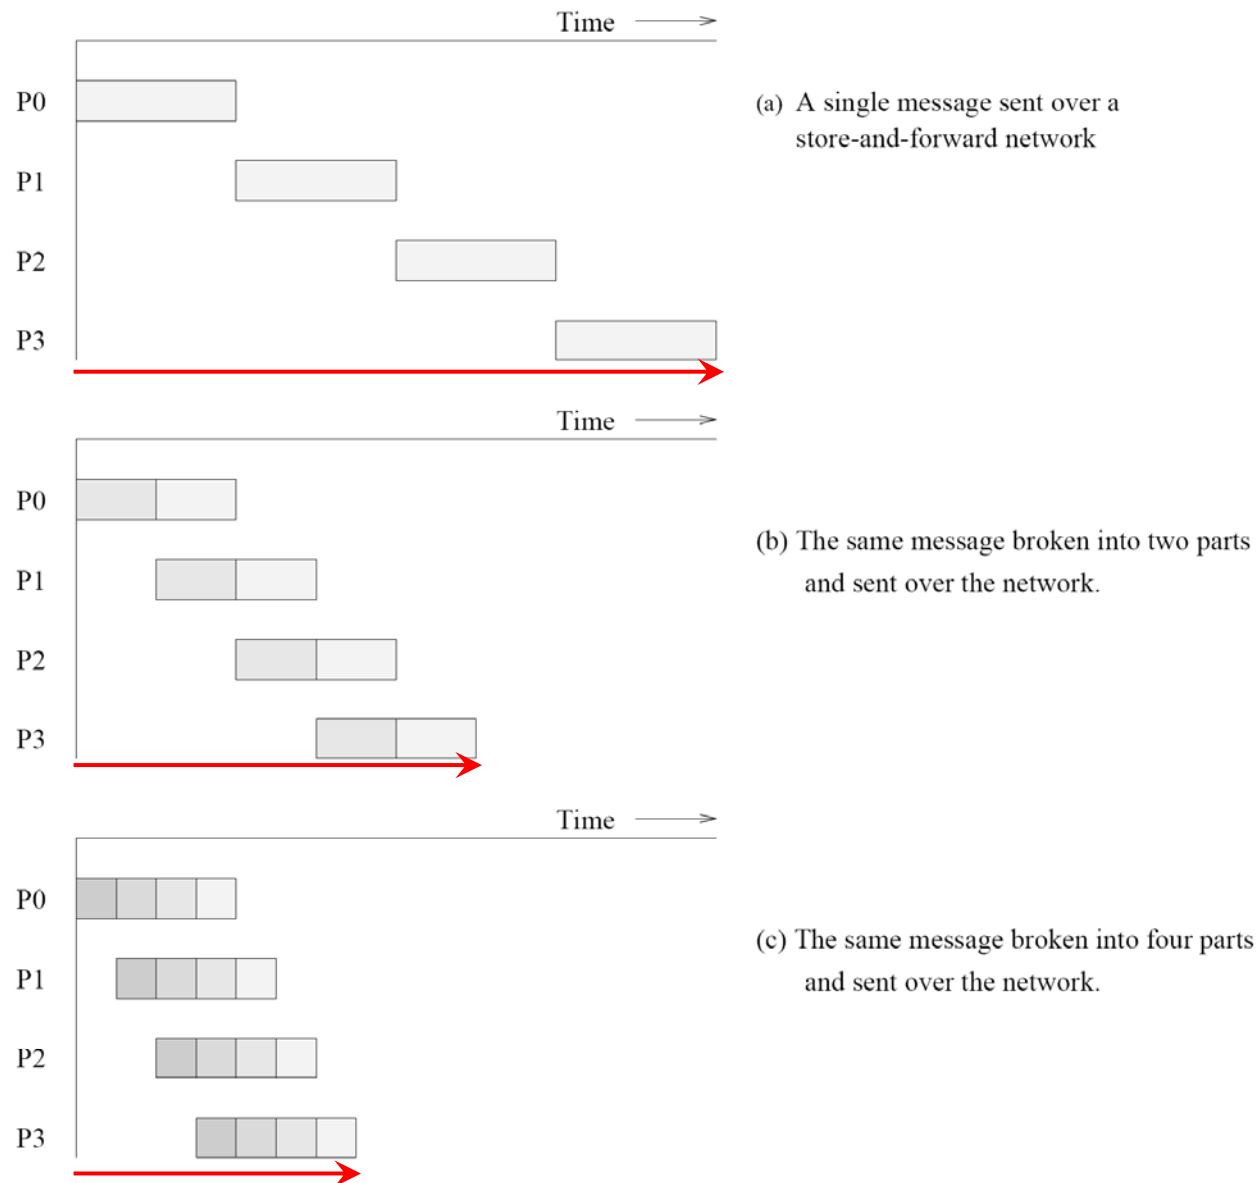 Time
P0
(a) A single message sent over a
store-and-forward network
P1
P2
P3
Time
P0
(b) The same message broken into two parts
and sent over the network.
P1
P2
P3
Time
P0
(c) The same message broken into four parts
and sent over the network.
P1
P2
P3